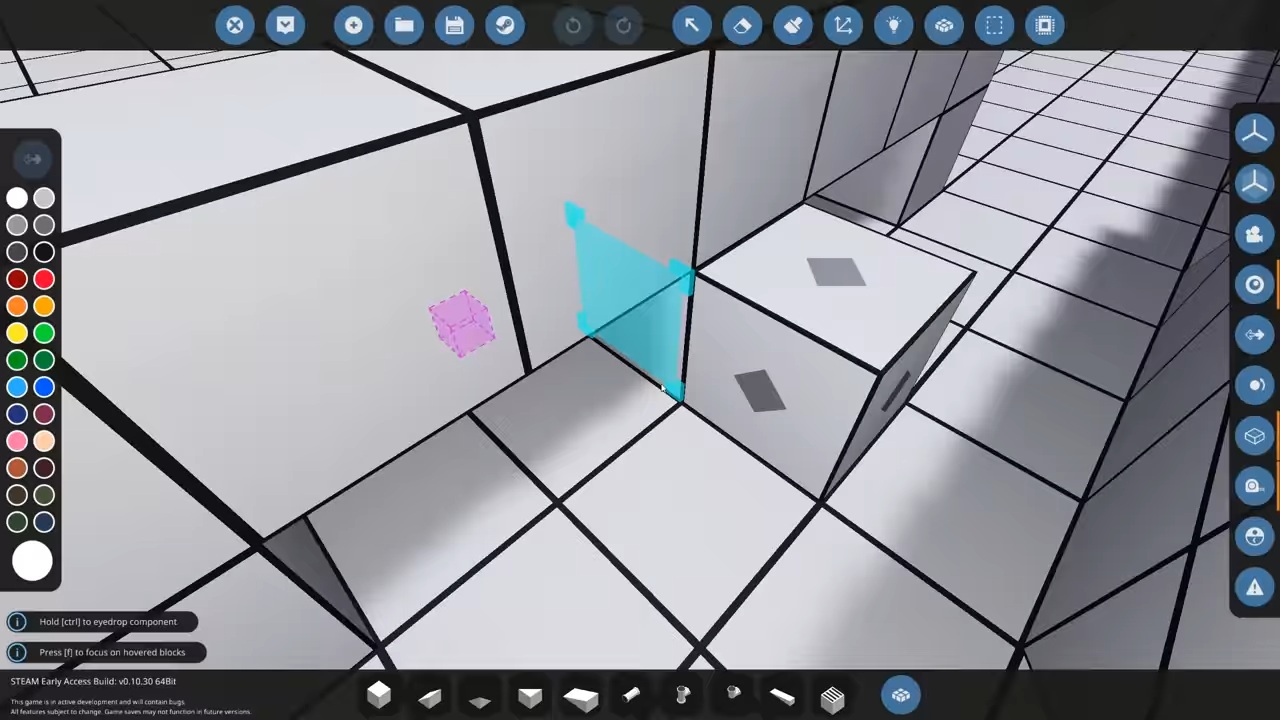 Hold [ctrl] to eyedrop component
Press [f] to focus on hovered blocks
STEAM Early Access Build: v0.10.30 64Bit
This game is in active development and will contain bugs.
All features subject to change. Game saves may not function in future versions.